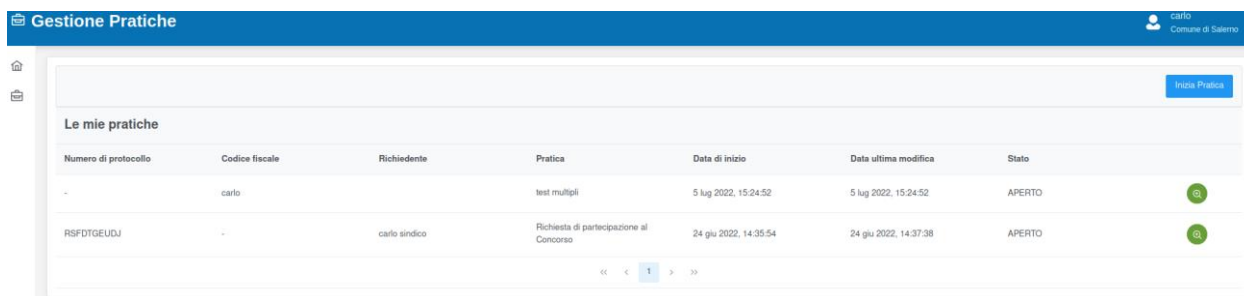 Gestione Pratiche
carlo
Comune di Salerno
Inizia Pratica
Le mie pratiche
Numero di protocollo Codice fiscale Richiedente Pratica Data di inizio Data ultima modifica Stato
- carlo test multipli 5 lug 2022, 15:24:52 5 lug 2022, 15:24:52 APERTO
RSFDTGEUDJ - carlo sindico Richiesta di partecipazione al 24 giu 2022, 14:35:54 24 giu 2022, 14:37:38 APERTO
Concorso
<< < 1 > >>